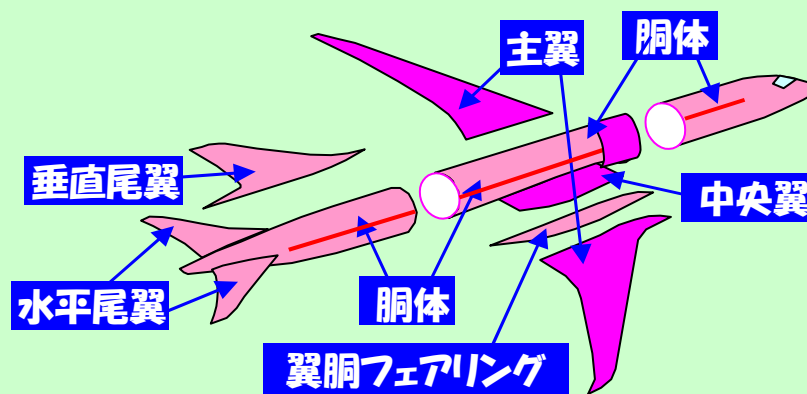 主翼
胴体
垂直尾翼
中央翼
水平尾翼
胴体
翼胴フェアリング